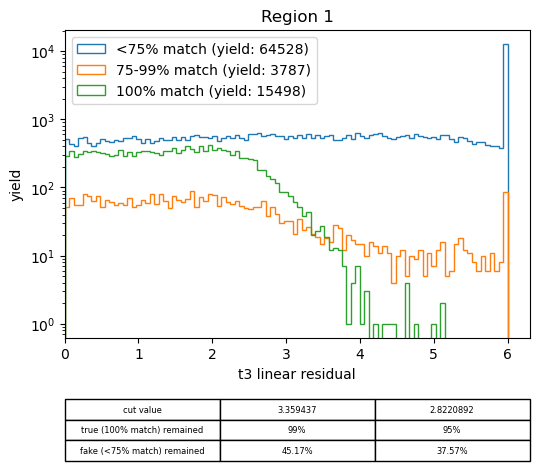 Region 1
<75% match (yield: 64528)
75-99% match (yield: 3787)
100% match (yield: 15498)
yield
10⁴
10³
10²
10¹
10⁰
0 1 2 3 4 5 6
t3 linear residual
cut value 3.359437 2.8220892
true (100% match) remained 99% 95%
fake (<75% match) remained 45.17% 37.57%